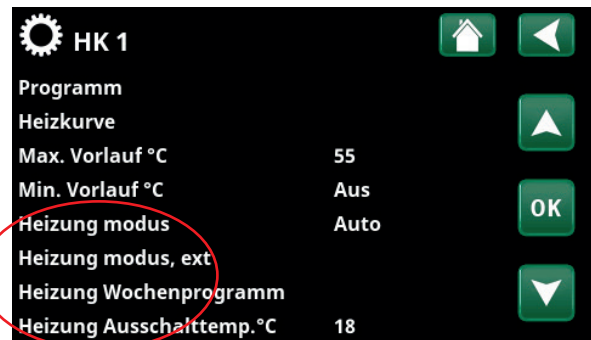 HK 1
Programm
Heizkurve
Max. Vorlauf °C 55
Min. Vorlauf °C Aus
Heizung modus Auto
OK
Heizung modus, ext
Heizung Wochenprogramm
Heizung Ausschalttemp.°C 18